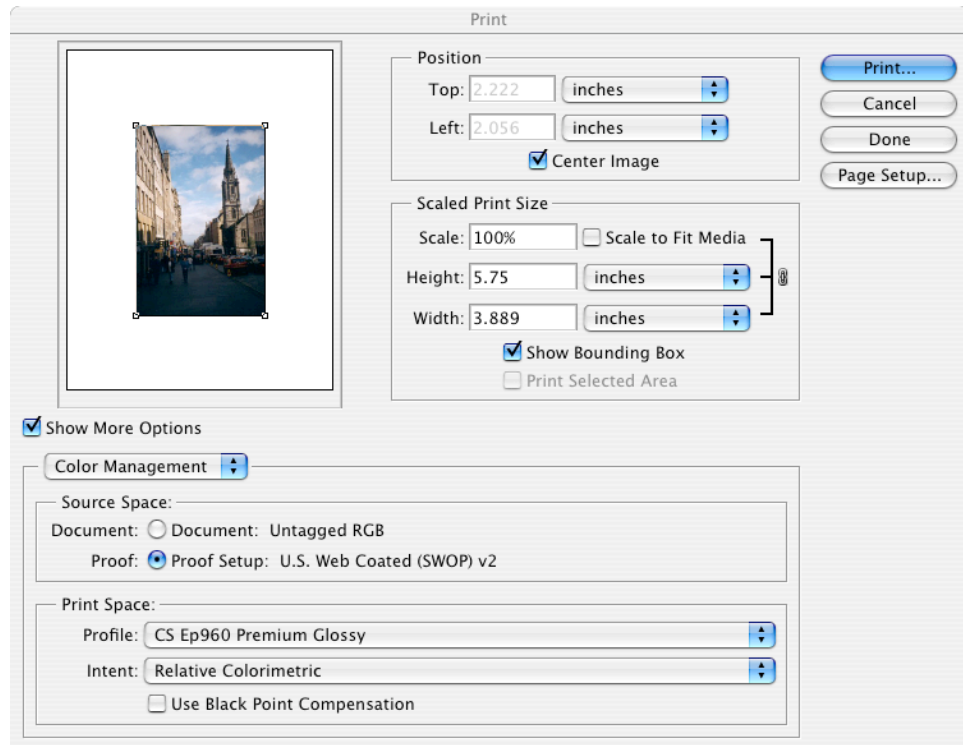 Print
Position
Top: 2.222 inches
Left: 2.056 inches
Center Image
Print...
Cancel
Done
Page Setup...
Scaled Print Size
Scale: 100% Scale to Fit Media
Height: 5.75 inches
Width: 3.889 inches
Show Bounding Box
Print Selected Area
Show More Options
Color Management
Source Space:
Document: Document: Untagged RGB
Proof: Proof Setup: U.S. Web Coated (SWOP) v2
Print Space:
Profile: CS Ep960 Premium Glossy
Intent: Relative Colorimetric
Use Black Point Compensation